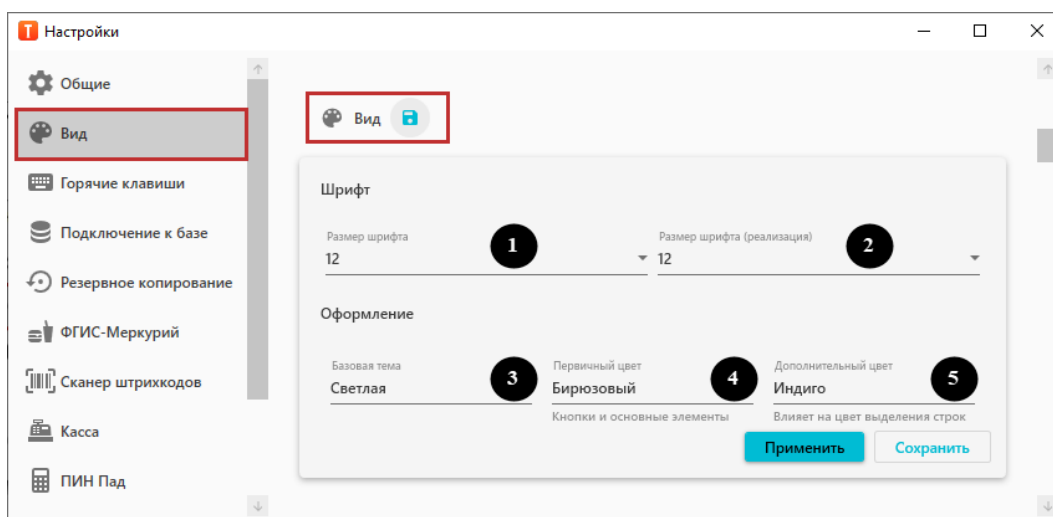 T Настройки
Общие
Вид
Горячие клавиши
Подключение к базе
Резервное копирование
ФГИС-Меркурий
Сканер штрихкодов
Касса
ПИН Пад
Вид
Шрифт
Размер шрифта 1 Размер шрифта (реализация) 2
12 12
Оформление
Базовая тема 3 Первичный цвет 4 Дополнительный цвет 5
Светлая Бирюзовый Индиго
Кнопки и основные элементы Влияет на цвет выделения строк
Применить Сохранить